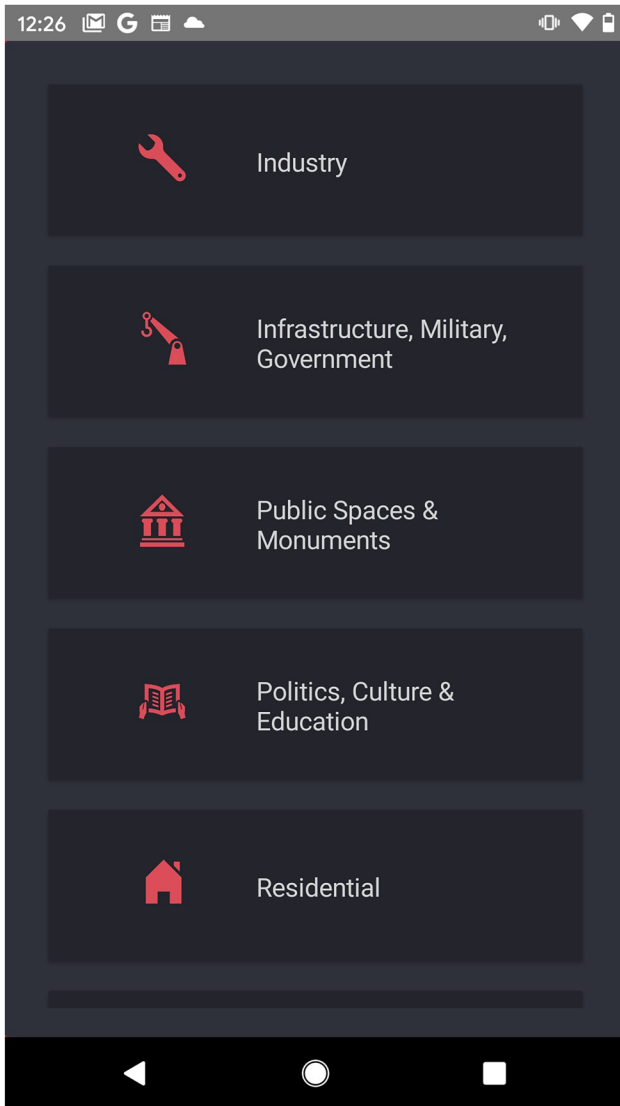 12:26
Industry
Infrastructure, Military,
Government
Public Spaces &
Monuments
Politics, Culture &
Education
Residential